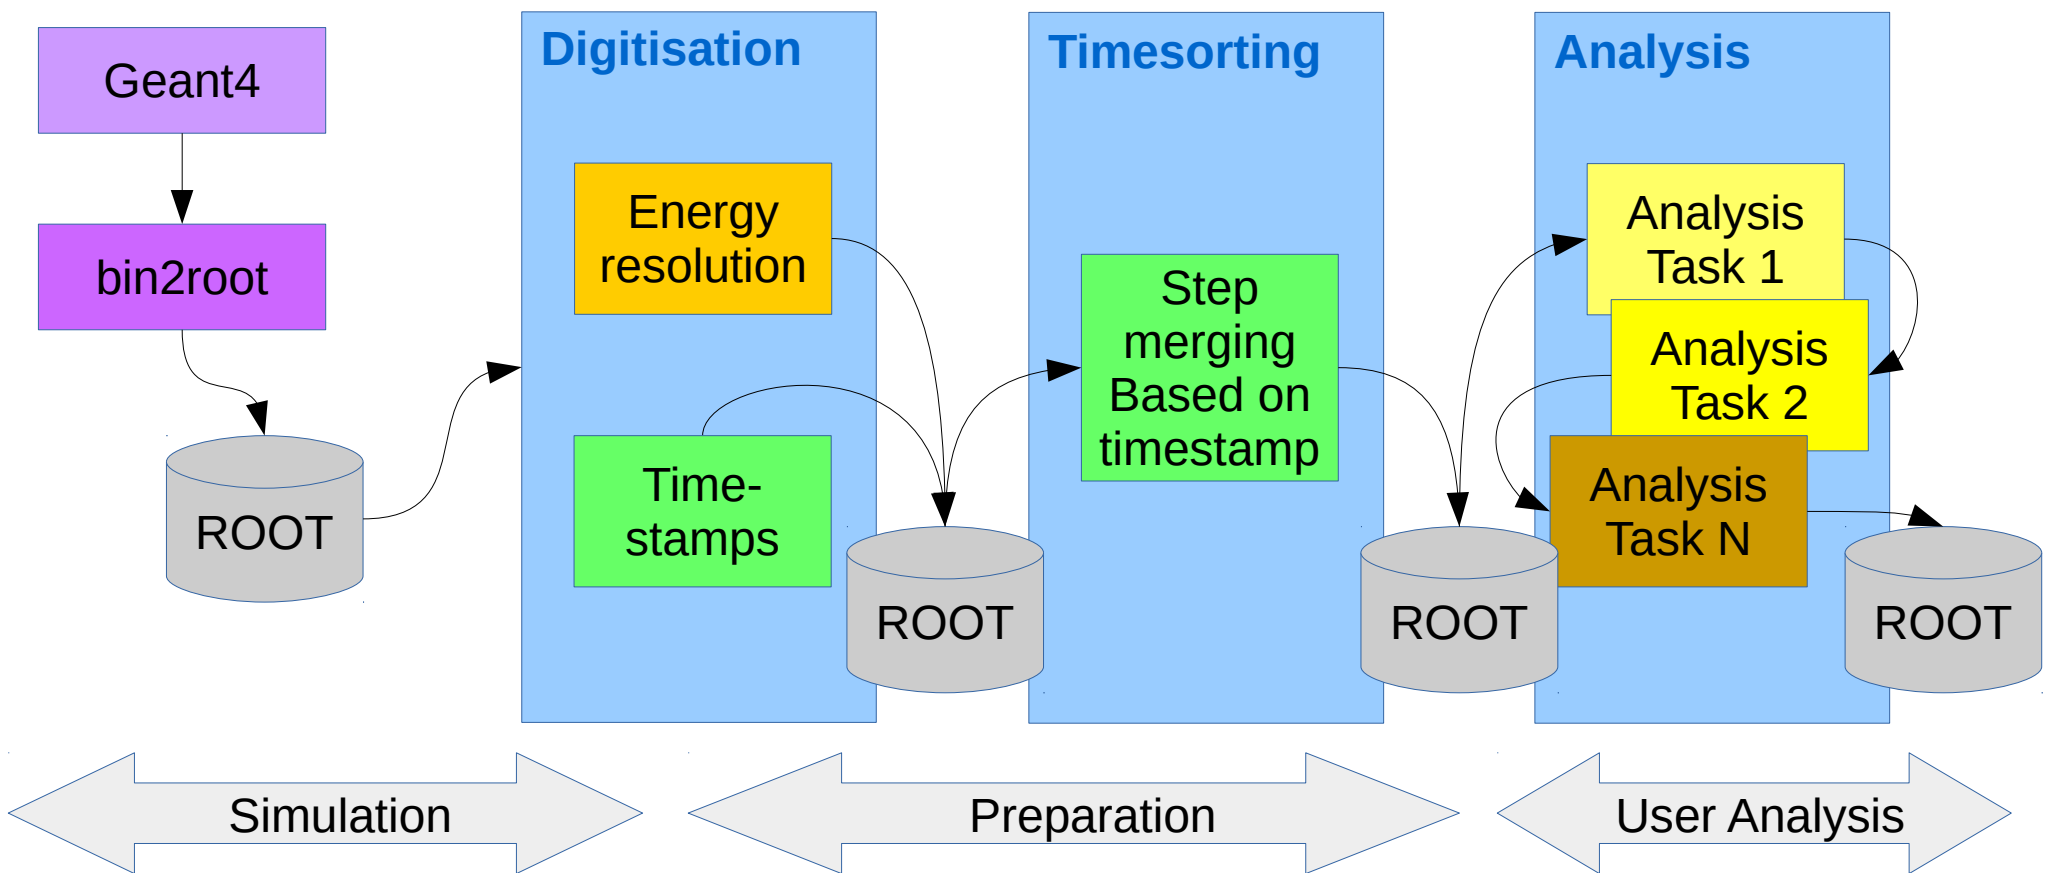 Geant4
bin2root
ROOT
Digitisation
Energy
resolution
Time-
stamps
ROOT
Timesorting
Step
merging
Based on
timestamp
ROOT
Analysis
Analysis
Task 1
Analysis
Task 2
Analysis
Task N
ROOT
Simulation
Preparation
User Analysis